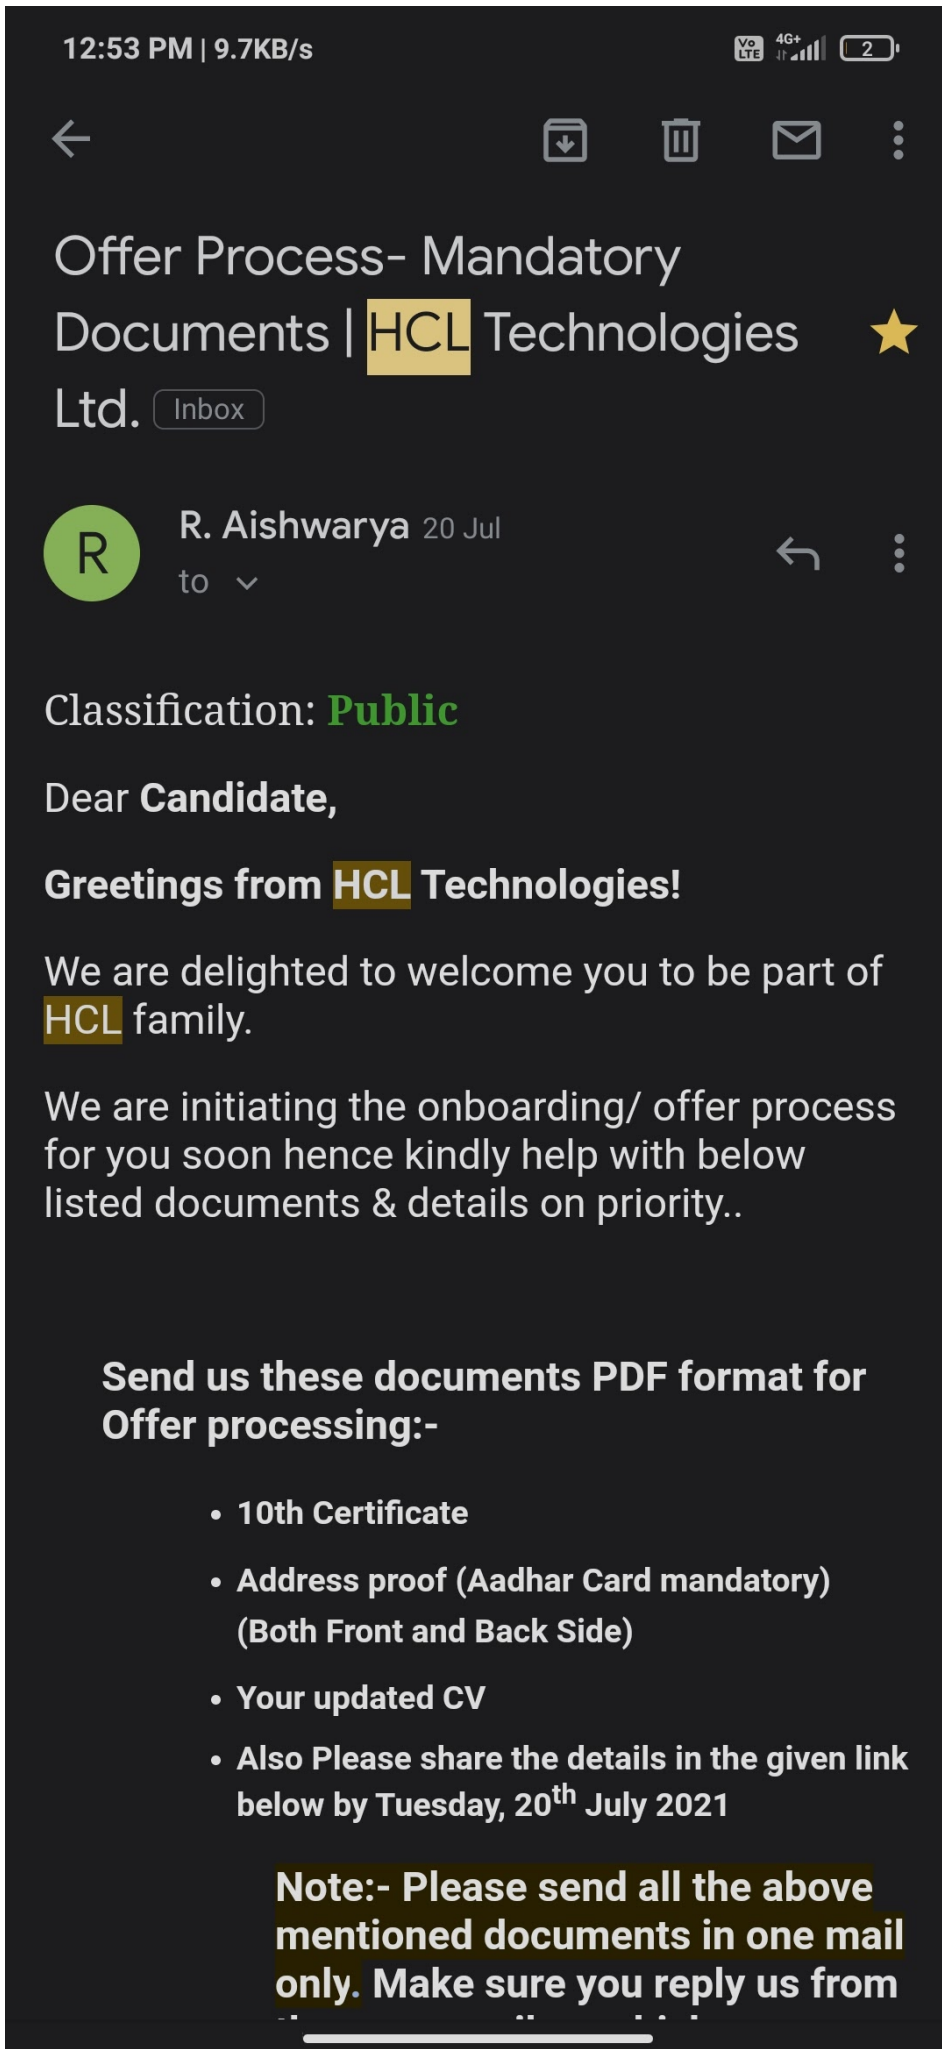 12:53 PM | 9.7KB/s
Vo LTE 4G+ 2
Offer Process- Mandatory
Documents | HCL Technologies
Ltd. Inbox
R
R. Aishwarya 20 Jul
to
Classification: Public
Dear Candidate,
Greetings from HCL Technologies!
We are delighted to welcome you to be part of
HCL family.
We are initiating the onboarding/ offer process
for you soon hence kindly help with below
listed documents & details on priority..
Send us these documents PDF format for
Offer processing:-
• 10th Certificate
• Address proof (Aadhar Card mandatory)
(Both Front and Back Side)
• Your updated CV
• Also Please share the details in the given link
below by Tuesday, 20th July 2021
Note:- Please send all the above
mentioned documents in one mail
only. Make sure you reply us from